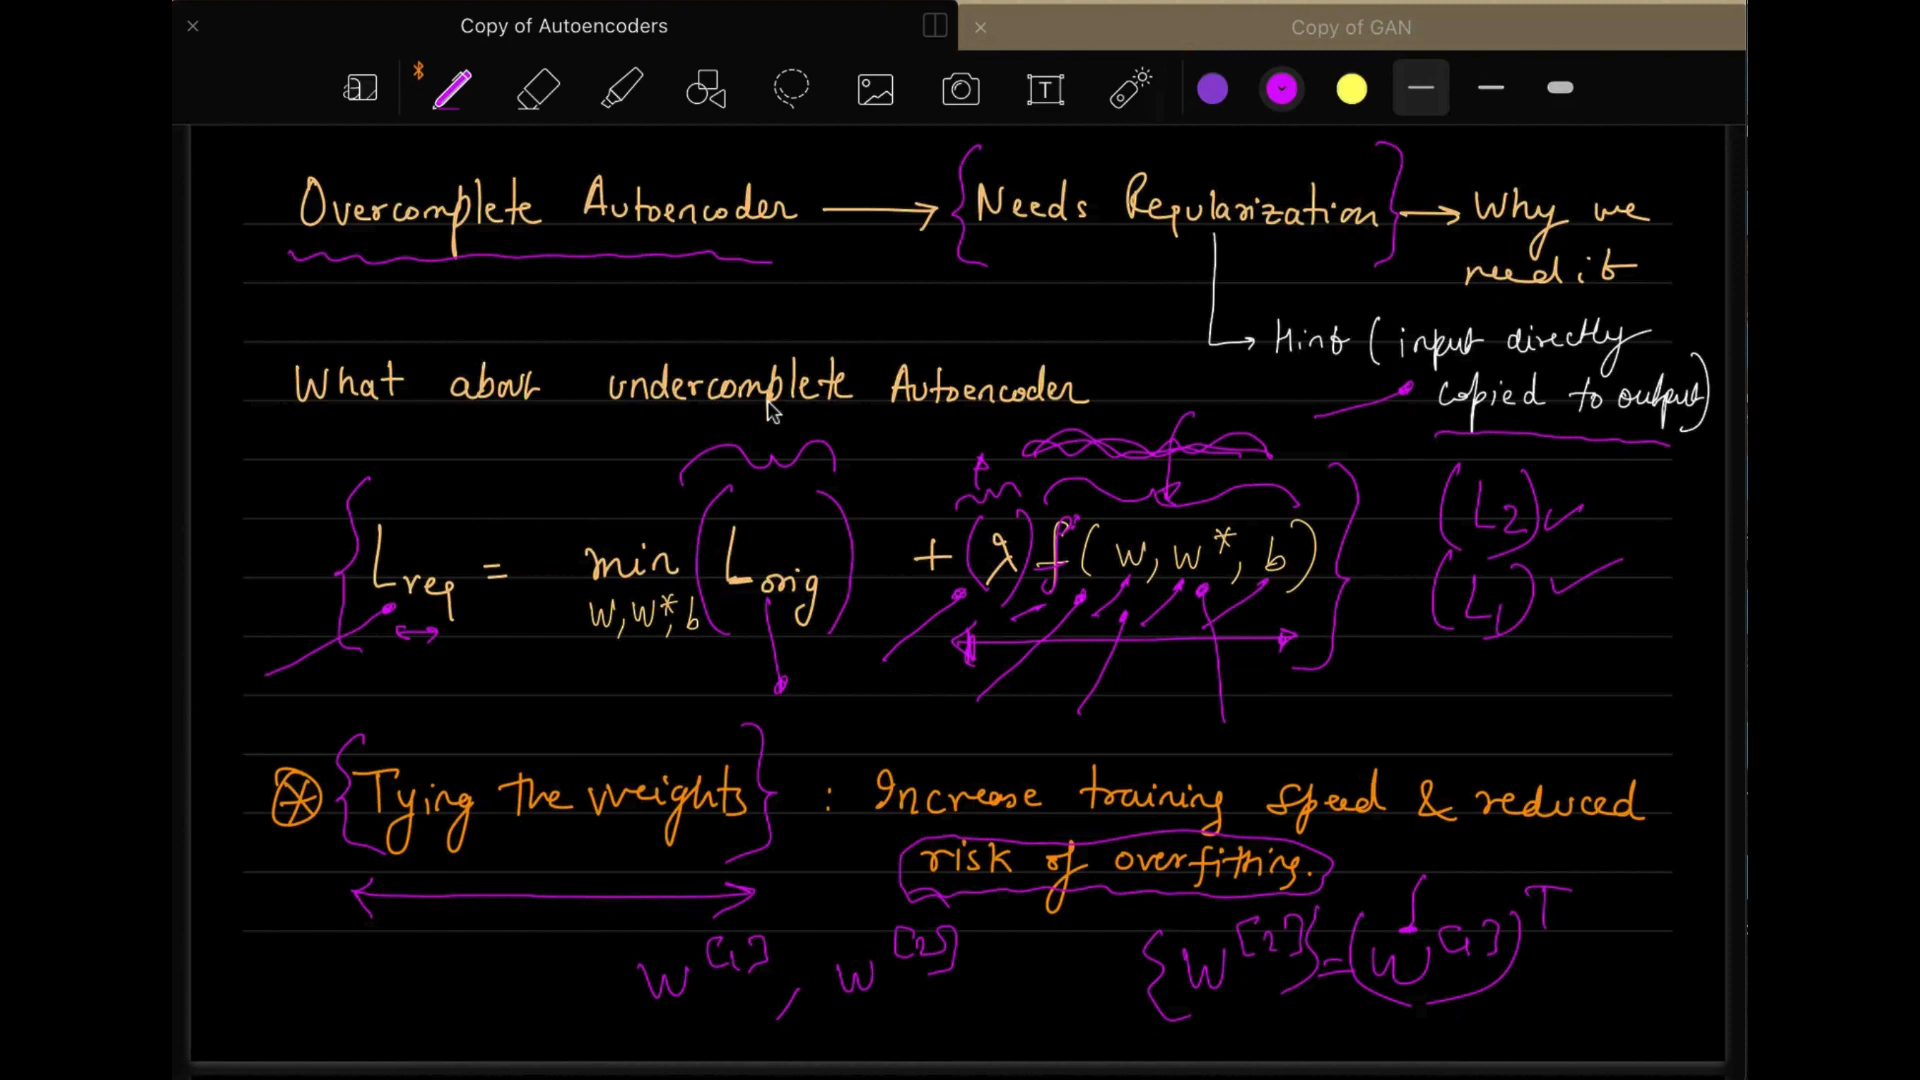 Copy of Autoencoders
Copy of GAN
T
Overcomplete Autoencoder → {Needs Regularization} → Why we
need it
→ Hint (input directly
copied to output)
What about undercomplete Autoencoder
L_reg = min (L_orig) + (λ) f(W, W*, b)
W, W*, b
(L2) ✓
(L1) ✓
⊛ {Tying the weights} : Increase training speed & reduced
risk of overfitting.
W^[1], W^[2]
{W^[2]} = (W^[1])^T